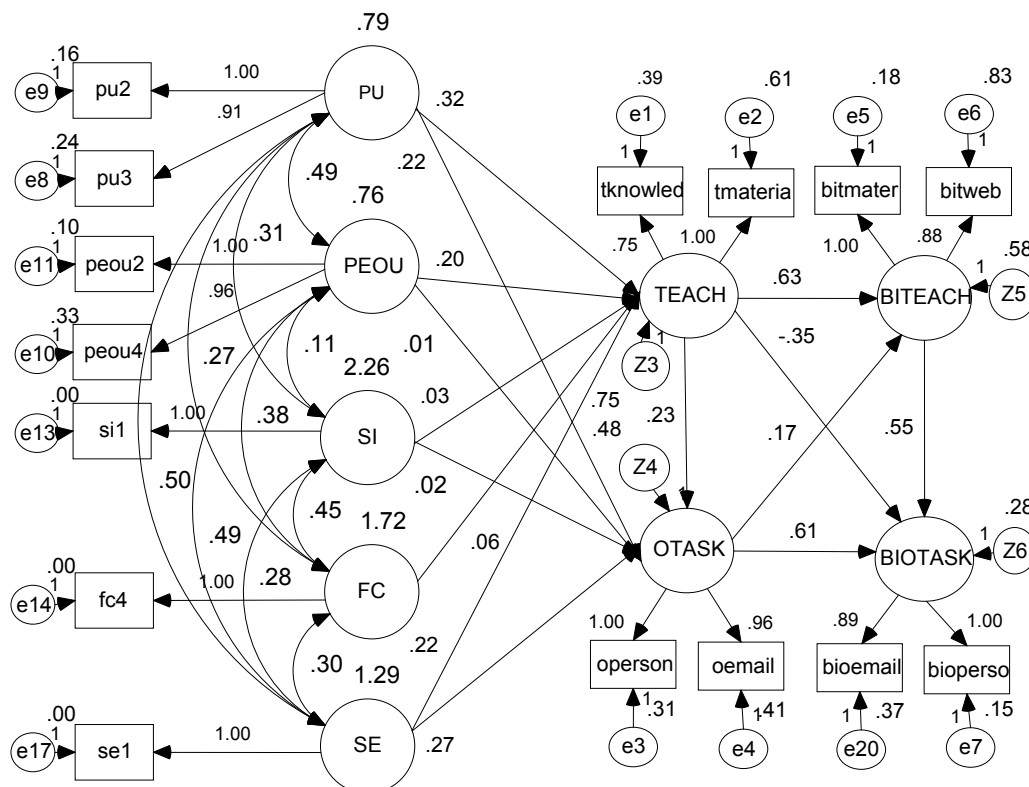 .79
.16
1
e9
pu2
1.00
PU
.32
.39
.61
.18
.83
e1
e2
e5
e6
.91
.24
1
e8
pu3
.49
.22
1
1
1
1
tknowled
tmateria
bitmater
bitweb
.76
.10
1
e11
peou2
1.00
.31
PEOU
.20
.75
1.00
1.00
.88
.58
TEACH
.63
BITEACH
1
Z5
.96
.33
1
e10
peou4
.27
.11
.01
1
Z3
-.35
2.26
.00
1
e13
si1
1.00
.38
SI
.03
.75
.48
.23
.17
.55
Z4
.50
.49
.45
.02
1
1.72
.06
OTASK
.61
BIOTASK
1
Z6
.28
.00
1
e14
fc4
1.00
.28
FC
.22
1.00
.96
.89
1.00
operson
oemail
bioemail
bioperso
.30
1.29
1
.31
1
.41
1
.37
1
.15
e3
e4
e20
e7
.00
1
e17
se1
1.00
SE
.27